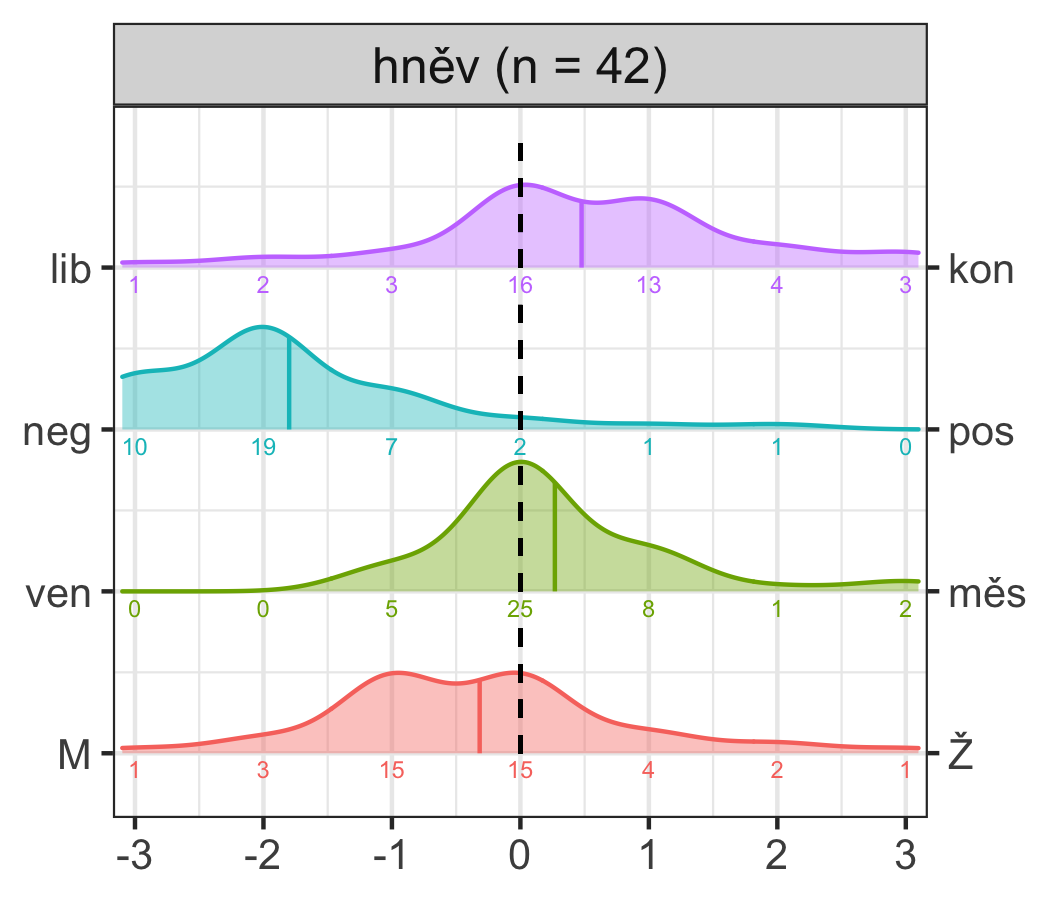 hněv (n = 42)
lib kon
1 2 3 16 13 4 3
neg pos
10 19 7 2 1 1 0
ven měs
0 0 5 25 8 1 2
M Ž
1 3 15 15 4 2 1
-3 -2 -1 0 1 2 3